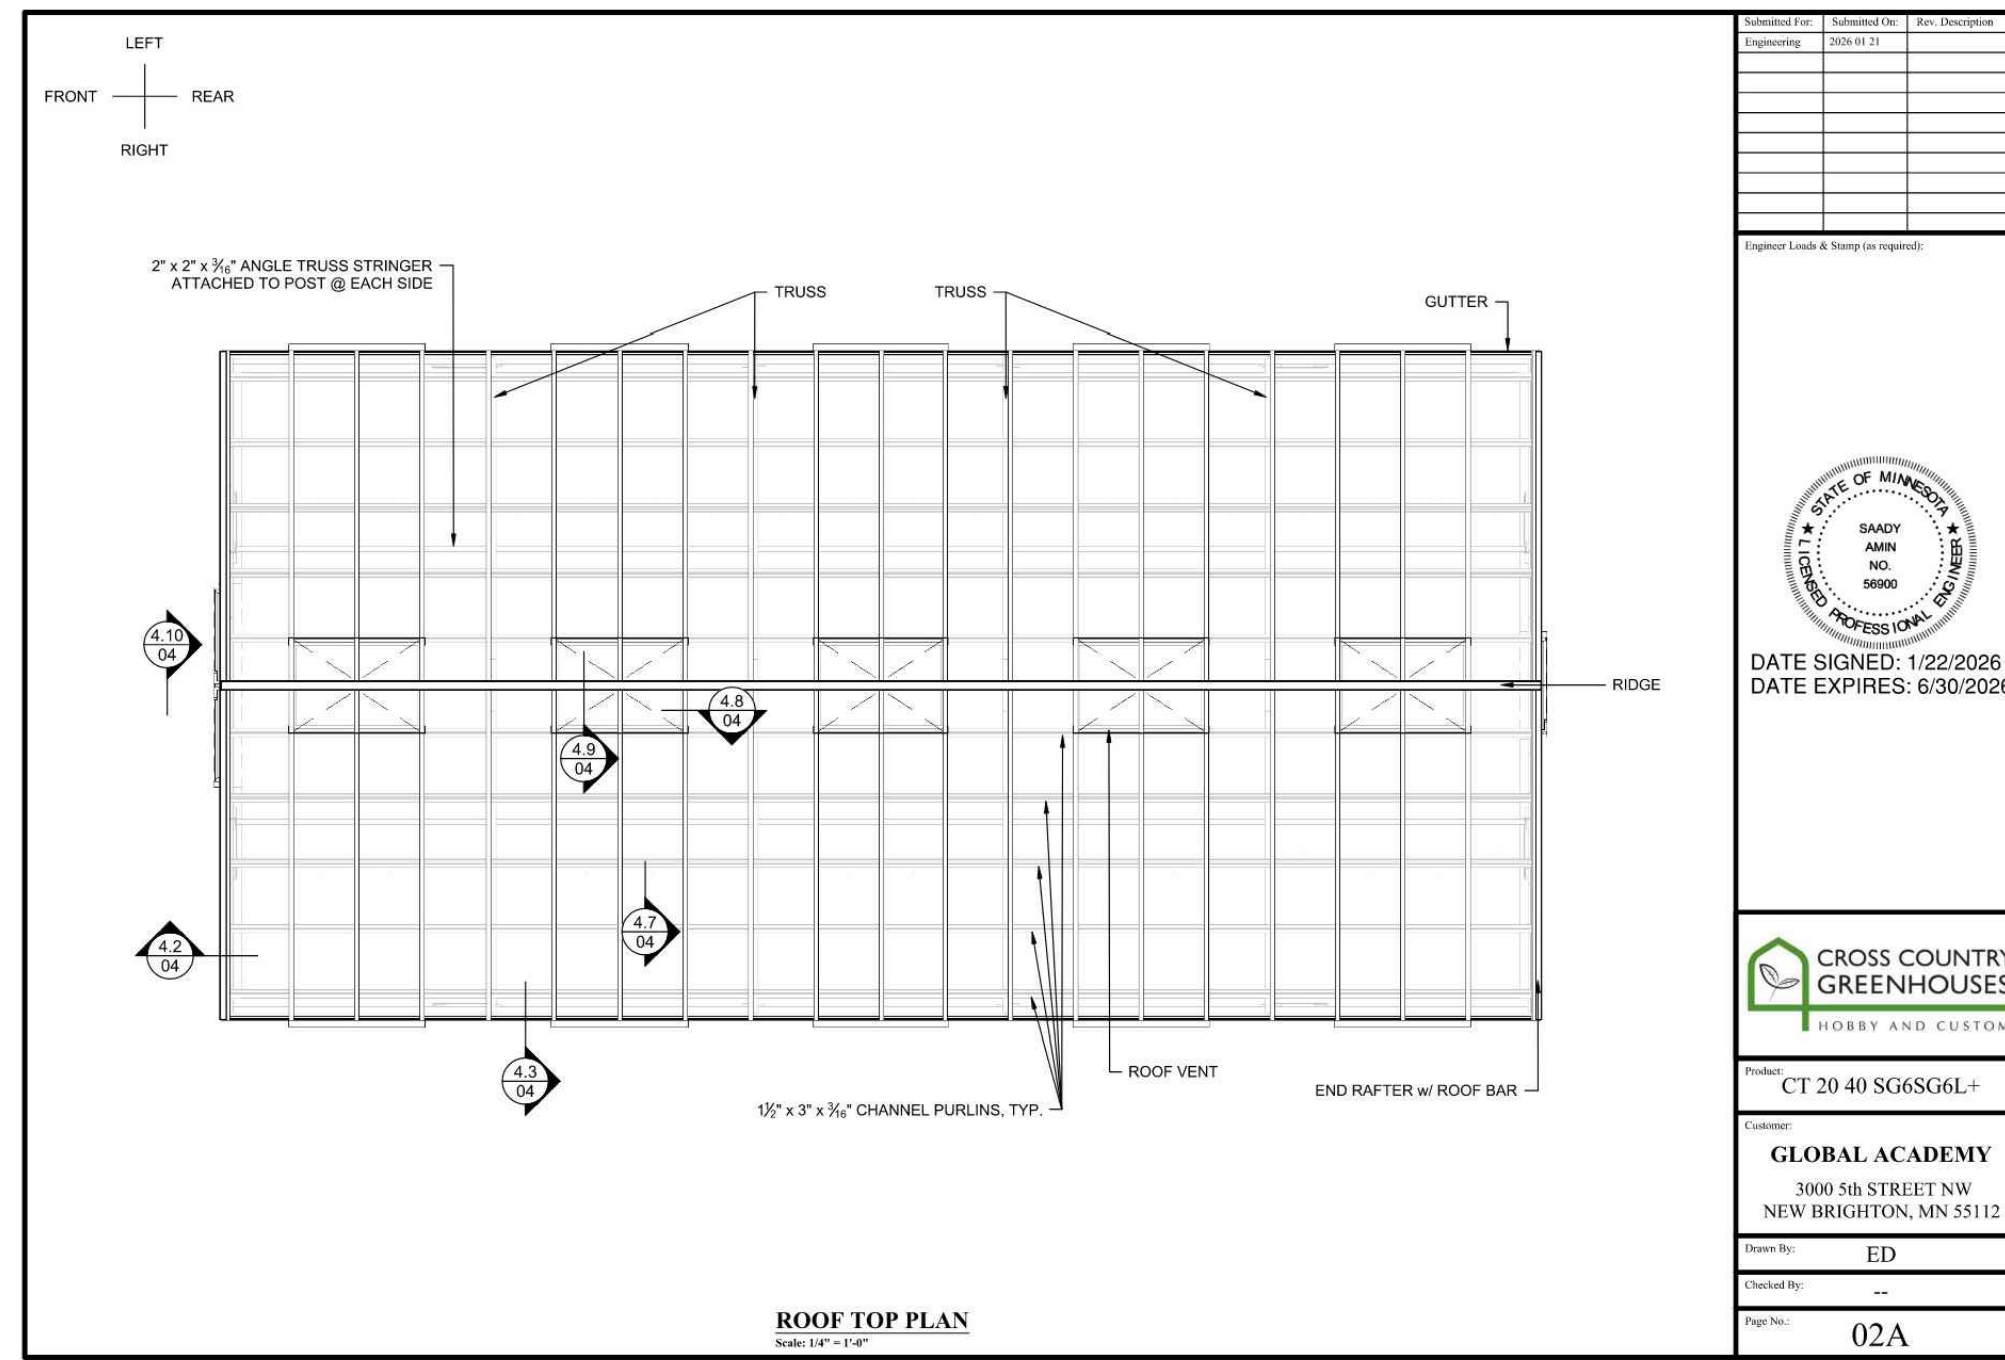 LEFT
FRONT REAR
RIGHT
2" x 2" x 3⁄16" ANGLE TRUSS STRINGER
ATTACHED TO POST @ EACH SIDE
TRUSS
TRUSS
GUTTER
4.10
04
4.8
04
4.9
04
RIDGE
4.7
04
4.2
04
4.3
04
ROOF VENT
END RAFTER w/ ROOF BAR
1½" x 3" x 3⁄16" CHANNEL PURLINS, TYP.
ROOF TOP PLAN
Scale: 1/4" = 1'-0"
Submitted For: Submitted On: Rev. Description
Engineering 2026 01 21
Engineer Loads & Stamp (as required):
STATE OF MINNESOTA
SAADY
AMIN
NO.
56900
LICENSED PROFESSIONAL ENGINEER
DATE SIGNED: 1/22/2026
DATE EXPIRES: 6/30/2026
CROSS COUNTRY
GREENHOUSES
HOBBY AND CUSTOM
Product:
CT 20 40 SG6SG6L+
Customer:
GLOBAL ACADEMY
3000 5th STREET NW
NEW BRIGHTON, MN 55112
Drawn By: ED
Checked By: --
Page No.: 02A